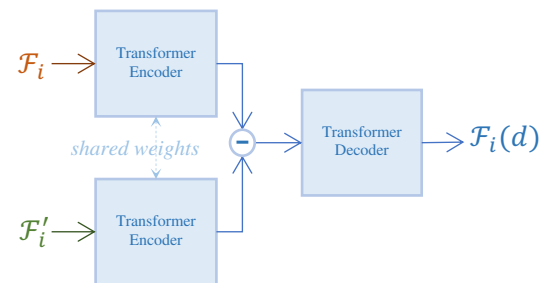 ℱᵢ
Transformer
Encoder
shared weights
−
Transformer
Decoder
ℱᵢ(d)
ℱᵢ′
Transformer
Encoder